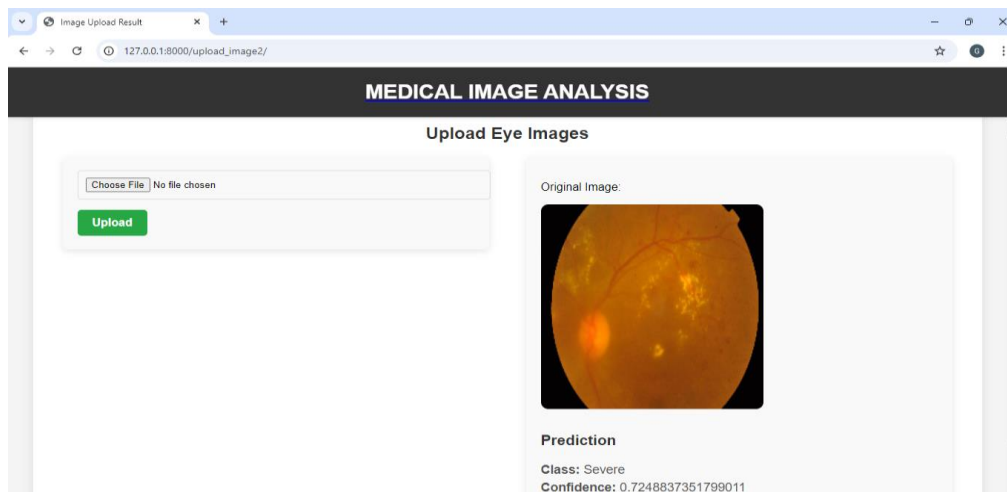 Image Upload Result
127.0.0.1:8000/upload_image2/
G
MEDICAL IMAGE ANALYSIS
Upload Eye Images
Choose File No file chosen
Upload
Original Image:
Prediction
Class: Severe
Confidence: 0.7248837351799011